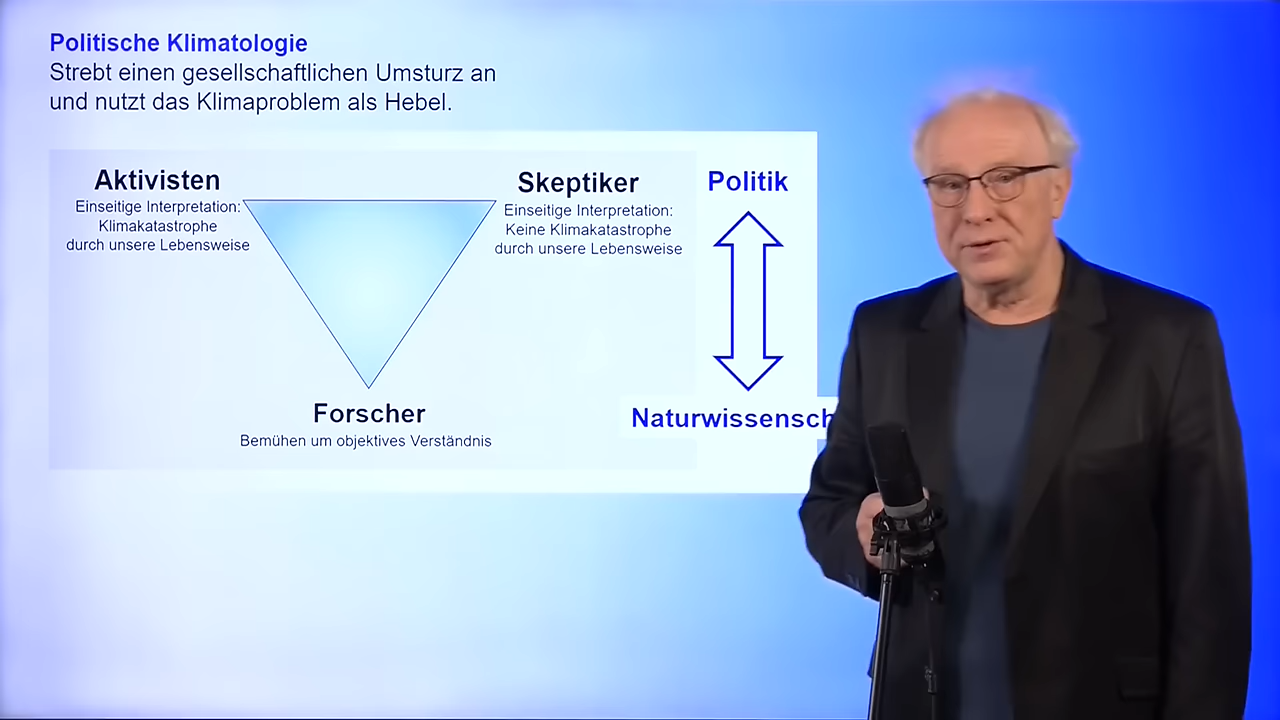 Politische Klimatologie
Strebt einen gesellschaftlichen Umsturz an
und nutzt das Klimaproblem als Hebel.
Aktivisten
Einseitige Interpretation:
Klimakatastrophe
durch unsere Lebensweise
Skeptiker
Einseitige Interpretation:
Keine Klimakatastrophe
durch unsere Lebensweise
Politik
Forscher
Bemühen um objektives Verständnis
Naturwissensch